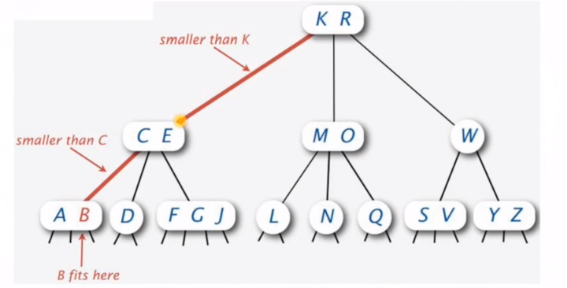 K R
smaller than K
C E
M O
W
smaller than C
A B
D
F G J
L
N
Q
S V
Y Z
B fits here